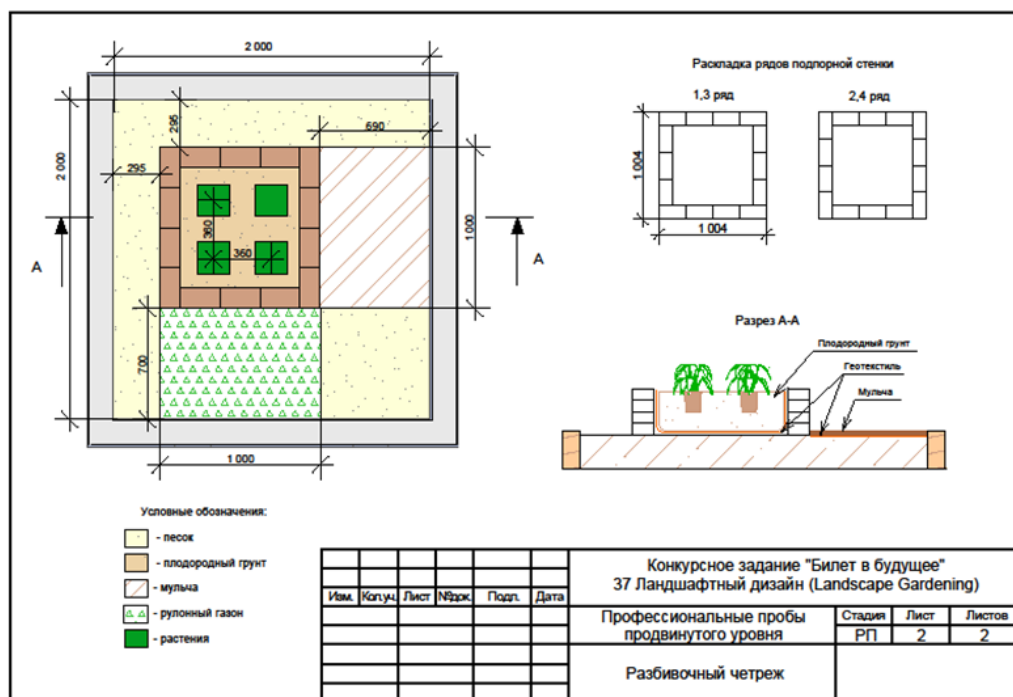 2 000
Раскладка рядов подпорной стенки
1,3 ряд
2,4 ряд
295
690
2 000
295
1 004
1 000
360
360
1 004
А
А
Разрез А-А
700
Плодородный грунт
Геотекстиль
Мульча
1 000
Условные обозначения:
- песок
- плодородный грунт
- мульча
- рулонный газон
- растения
Конкурсное задание "Билет в будущее"
37 Ландшафтный дизайн (Landscape Gardening)
Изм. Кол.уч. Лист №док. Подп. Дата
Профессиональные пробы
продвинутого уровня
Стадия Лист Листов
РП 2 2
Разбивочный четреж